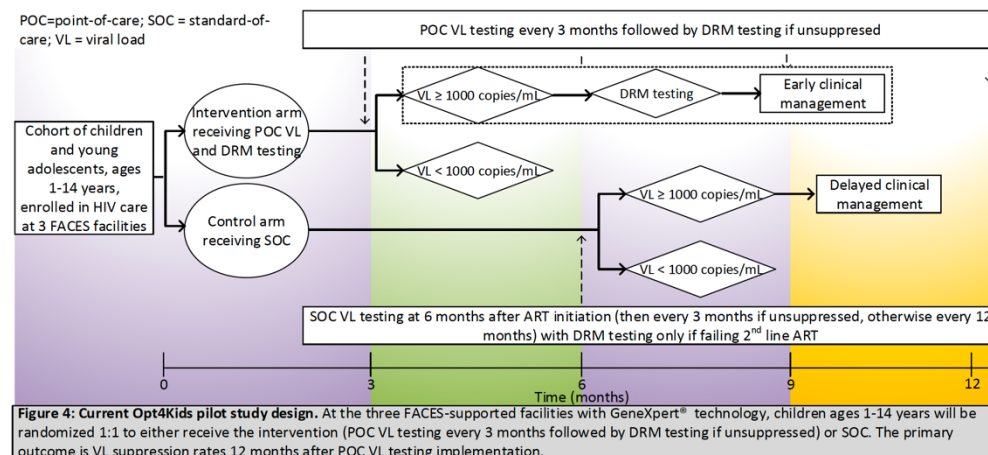 POC=point-of-care; SOC = standard-of-
care; VL = viral load
POC VL testing every 3 months followed by DRM testing if unsuppresed
Cohort of children
and young
adolescents, ages
1-14 years,
enrolled in HIV care
at 3 FACES facilities
Intervention arm
receiving POC VL
and DRM testing
VL ≥ 1000 copies/mL
DRM testing
Early clinical
management
VL < 1000 copies/mL
Control arm
receiving SOC
VL ≥ 1000 copies/mL
Delayed clinical
management
VL < 1000 copies/mL
SOC VL testing at 6 months after ART initiation (then every 3 months if unsuppressed, otherwise every 12
months) with DRM testing only if failing 2nd line ART
0
3
6
9
12
Time (months)
Figure 4: Current Opt4Kids pilot study design. At the three FACES-supported facilities with GeneXpert® technology, children ages 1-14 years will be
randomized 1:1 to either receive the intervention (POC VL testing every 3 months followed by DRM testing if unsuppressed) or SOC. The primary
outcome is VL suppression rates 12 months after POC VL testing implementation.